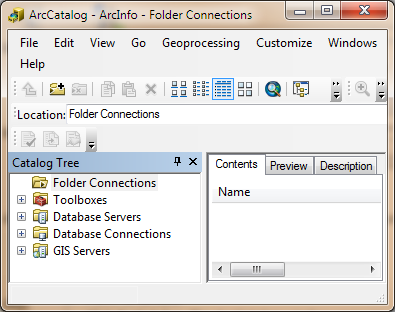 ArcCatalog - ArcInfo - Folder Connections
File Edit View Go Geoprocessing Customize Windows
Help
Location: Folder Connections
Catalog Tree
Folder Connections
Toolboxes
Database Servers
Database Connections
GIS Servers
Contents Preview Description
Name